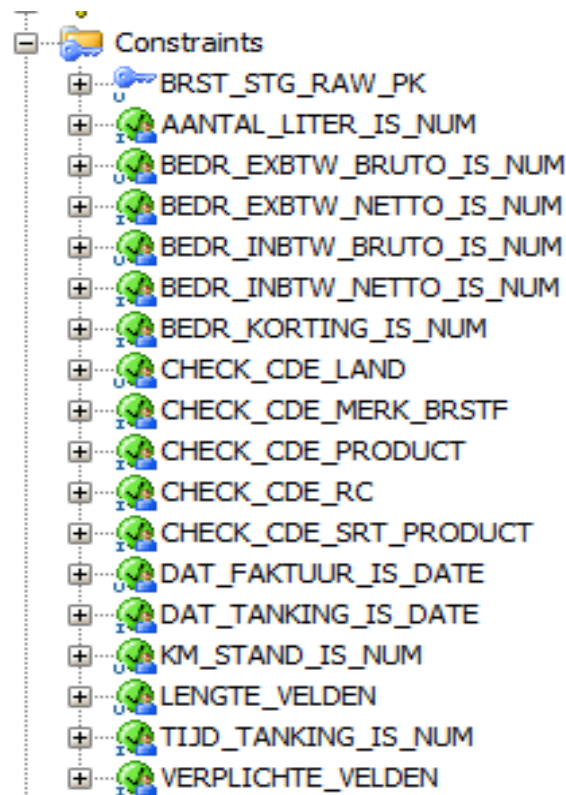 Constraints
BRST_STG_RAW_PK
AANTAL_LITER_IS_NUM
BEDR_EXBTW_BRUTO_IS_NUM
BEDR_EXBTW_NETTO_IS_NUM
BEDR_INBTW_BRUTO_IS_NUM
BEDR_INBTW_NETTO_IS_NUM
BEDR_KORTING_IS_NUM
CHECK_CDE_LAND
CHECK_CDE_MERK_BRSTF
CHECK_CDE_PRODUCT
CHECK_CDE_RC
CHECK_CDE_SRT_PRODUCT
DAT_FAKTUUR_IS_DATE
DAT_TANKING_IS_DATE
KM_STAND_IS_NUM
LENGTE_VELDEN
TIJD_TANKING_IS_NUM
VERPLICHTE_VELDEN